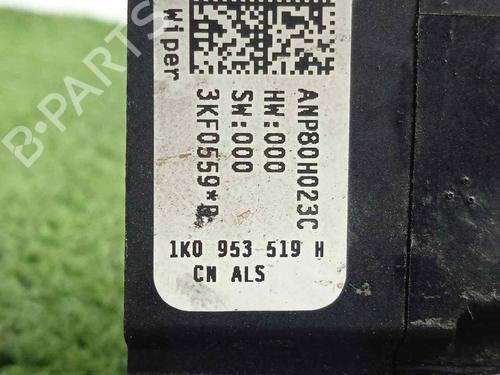 wiper
ANP80H023C
HW:000
SW:000
3KF0559*B
1K0 953 519 H
CN ALS
B-PARTS